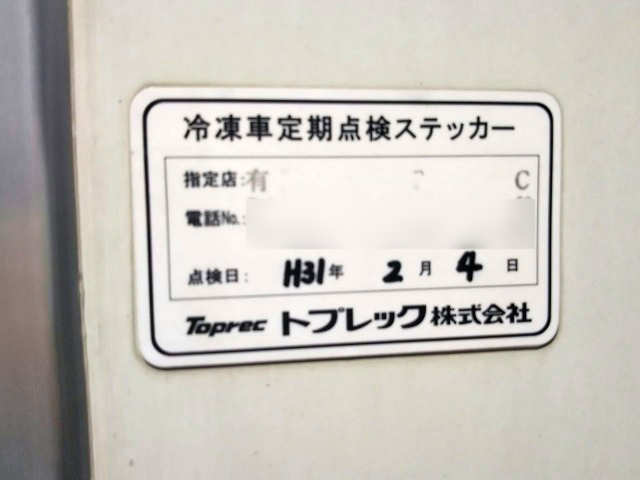 冷凍車定期点検ステッカー
指定店:有 C
電話No.:
点検日: H31年 2月 4日
Toprec トプレック株式会社